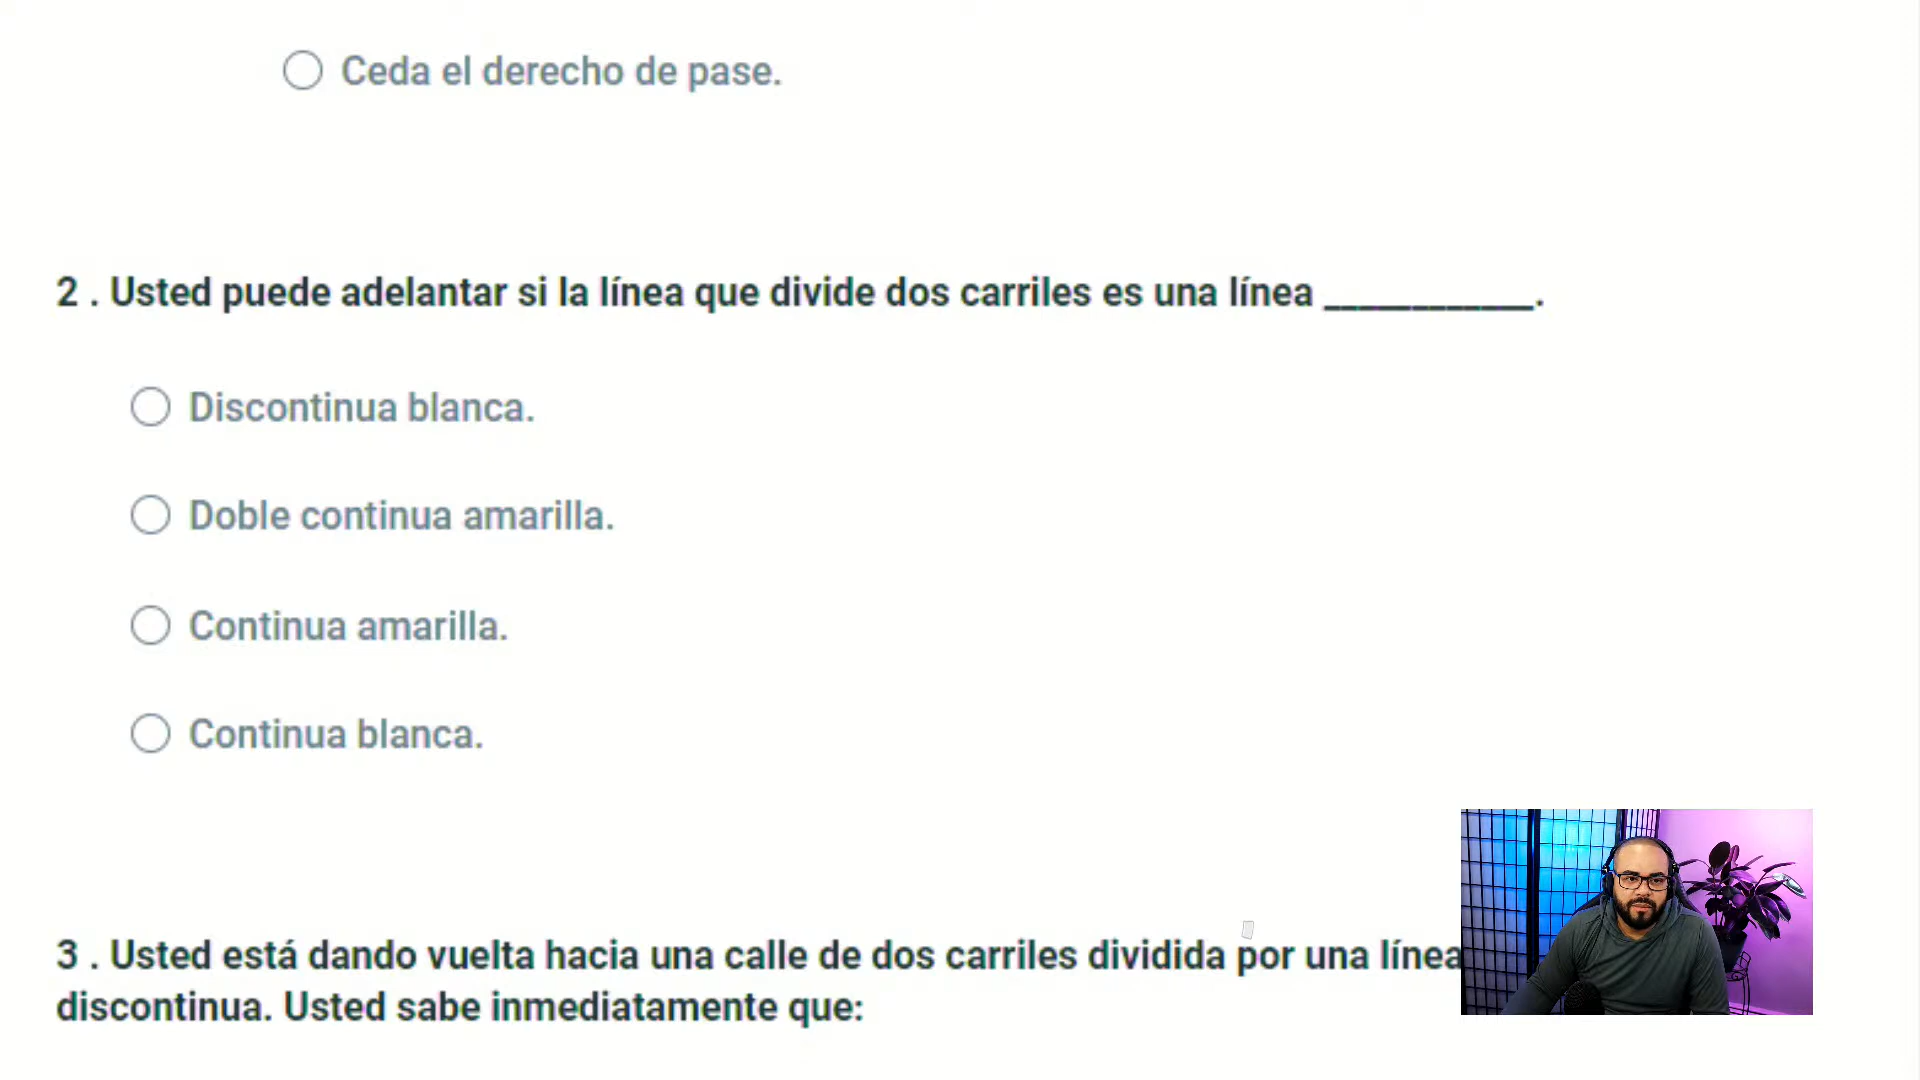 Ceda el derecho de pase.
2 . Usted puede adelantar si la línea que divide dos carriles es una línea ____________.
Discontinua blanca.
Doble continua amarilla.
Continua amarilla.
Continua blanca.
3 . Usted está dando vuelta hacia una calle de dos carriles dividida por una línea
discontinua. Usted sabe inmediatamente que: